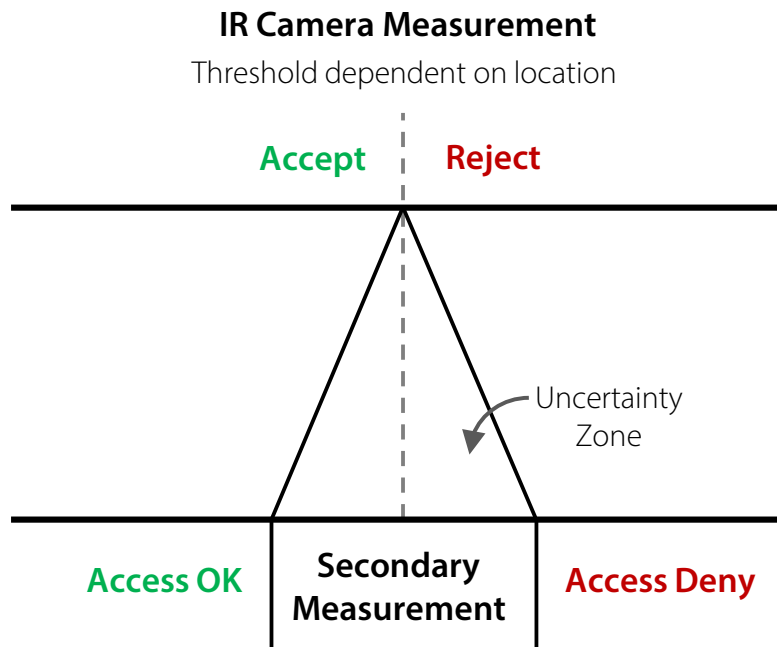 IR Camera Measurement
Threshold dependent on location
Accept Reject
Uncertainty
Zone
Access OK Secondary Measurement Access Deny